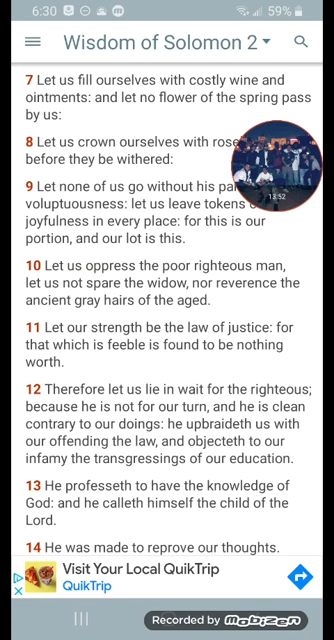 6:30 59%
Wisdom of Solomon 2
7 Let us fill ourselves with costly wine and
ointments: and let no flower of the spring pass
by us:
8 Let us crown ourselves with rose
before they be withered:
9 Let none of us go without his pa
voluptuousness: let us leave tokens
joyfulness in every place: for this is our
portion, and our lot is this.
13:52
10 Let us oppress the poor righteous man,
let us not spare the widow, nor reverence the
ancient gray hairs of the aged.
11 Let our strength be the law of justice: for
that which is feeble is found to be nothing
worth.
12 Therefore let us lie in wait for the righteous;
because he is not for our turn, and he is clean
contrary to our doings: he upbraideth us with
our offending the law, and objecteth to our
infamy the transgressings of our education.
13 He professeth to have the knowledge of
God: and he calleth himself the child of the
Lord.
14 He was made to reprove our thoughts.
Visit Your Local QuikTrip
QuikTrip
Recorded by mobizen